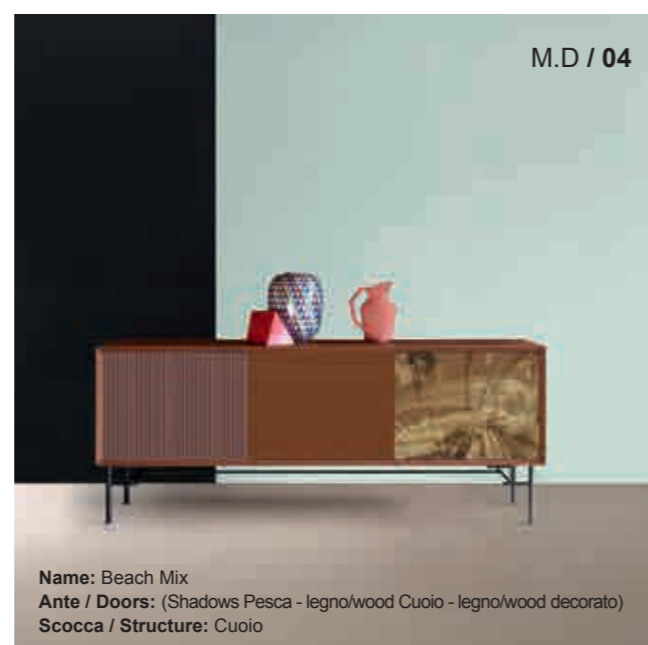 M.D / 04
Name: Beach Mix
Ante / Doors: (Shadows Pesca - legno/wood Cuoio - legno/wood decorato)
Scocca / Structure: Cuoio